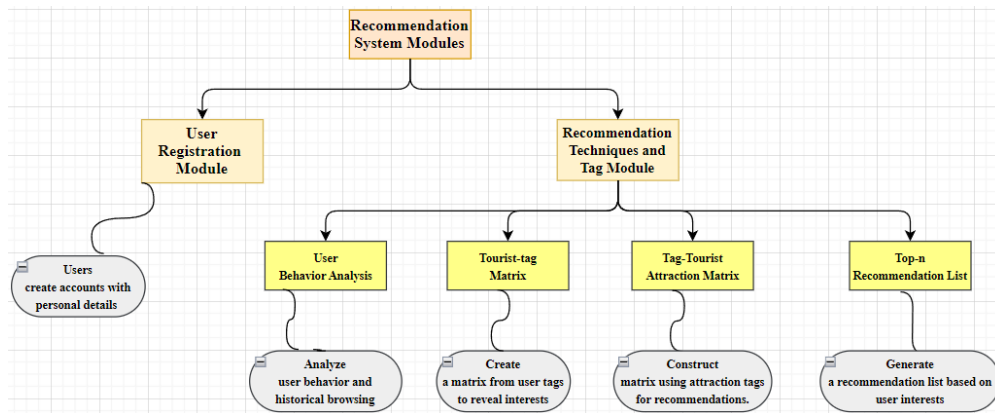 Recommendation
System Modules
User
Registration
Module
Recommendation
Techniques and
Tag Module
User
Behavior Analysis
Tourist-tag
Matrix
Tag-Tourist
Attraction Matrix
Top-n
Recommendation List
Users
create accounts with
personal details
Analyze
user behavior and
historical browsing
Create
a matrix from user tags
to reveal interests
Construct
matrix using attraction tags
for recommendations.
Generate
a recommendation list based on
user interests